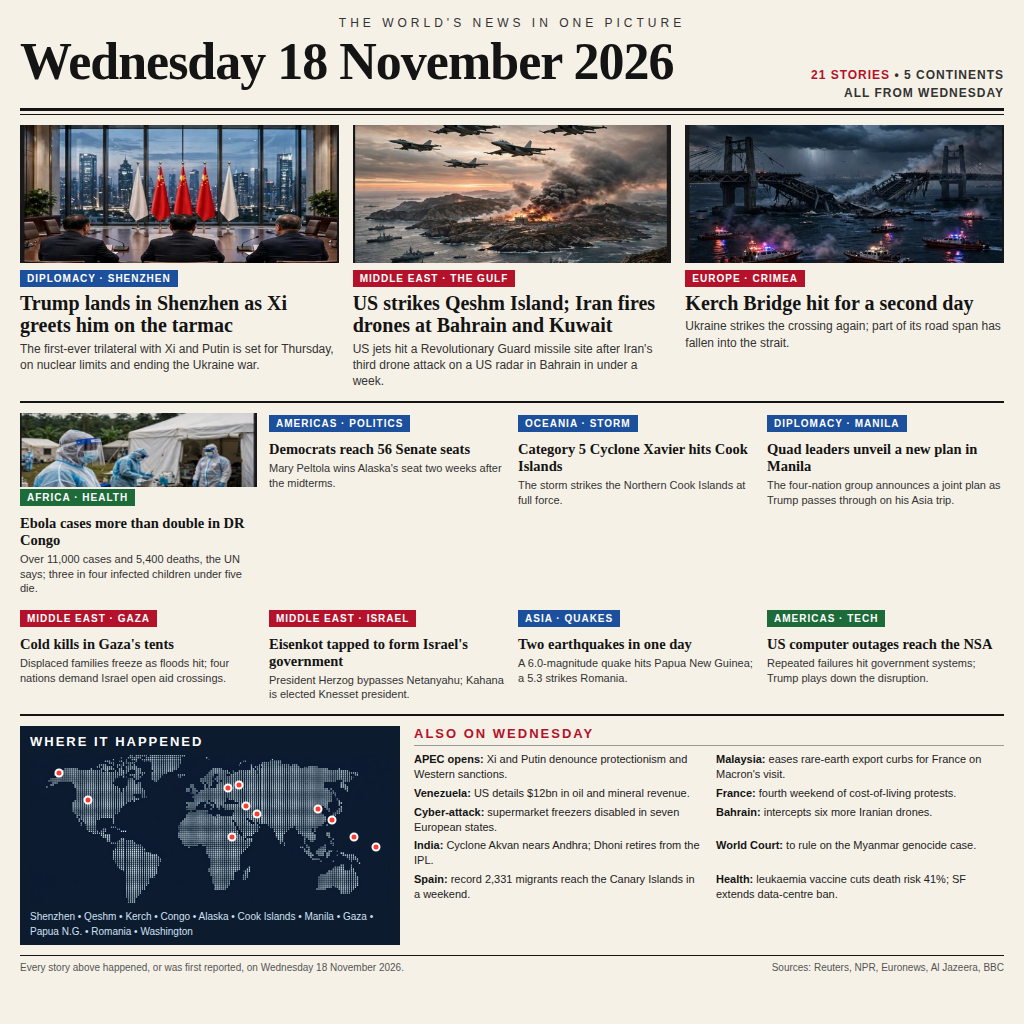 THE WORLD'S NEWS IN ONE PICTURE
Wednesday 18 November 2026
21 STORIES • 5 CONTINENTS
ALL FROM WEDNESDAY
DIPLOMACY · SHENZHEN
Trump lands in Shenzhen as Xi
greets him on the tarmac
The first-ever trilateral with Xi and Putin is set for Thursday,
on nuclear limits and ending the Ukraine war.
MIDDLE EAST · THE GULF
US strikes Qeshm Island; Iran fires
drones at Bahrain and Kuwait
US jets hit a Revolutionary Guard missile site after Iran's
third drone attack on a US radar in Bahrain in under a
week.
EUROPE · CRIMEA
Kerch Bridge hit for a second day
Ukraine strikes the crossing again; part of its road span has
fallen into the strait.
AFRICA · HEALTH
Ebola cases more than double in DR
Congo
Over 11,000 cases and 5,400 deaths, the UN
says; three in four infected children under five
die.
AMERICAS · POLITICS
Democrats reach 56 Senate seats
Mary Peltola wins Alaska's seat two weeks after
the midterms.
OCEANIA · STORM
Category 5 Cyclone Xavier hits Cook
Islands
The storm strikes the Northern Cook Islands at
full force.
DIPLOMACY · MANILA
Quad leaders unveil a new plan in
Manila
The four-nation group announces a joint plan as
Trump passes through on his Asia trip.
MIDDLE EAST · GAZA
Cold kills in Gaza's tents
Displaced families freeze as floods hit; four
nations demand Israel open aid crossings.
MIDDLE EAST · ISRAEL
Eisenkot tapped to form Israel's
government
President Herzog bypasses Netanyahu; Kahana
is elected Knesset president.
ASIA · QUAKES
Two earthquakes in one day
A 6.0-magnitude quake hits Papua New Guinea;
a 5.3 strikes Romania.
AMERICAS · TECH
US computer outages reach the NSA
Repeated failures hit government systems;
Trump plays down the disruption.
WHERE IT HAPPENED
Shenzhen • Qeshm • Kerch • Congo • Alaska • Cook Islands • Manila • Gaza •
Papua N.G. • Romania • Washington
ALSO ON WEDNESDAY
APEC opens: Xi and Putin denounce protectionism and
Western sanctions.
Malaysia: eases rare-earth export curbs for France on
Macron's visit.
Venezuela: US details $12bn in oil and mineral revenue.
France: fourth weekend of cost-of-living protests.
Cyber-attack: supermarket freezers disabled in seven
European states.
Bahrain: intercepts six more Iranian drones.
India: Cyclone Akvan nears Andhra; Dhoni retires from the
IPL.
World Court: to rule on the Myanmar genocide case.
Spain: record 2,331 migrants reach the Canary Islands in
a weekend.
Health: leukaemia vaccine cuts death risk 41%; SF
extends data-centre ban.
Every story above happened, or was first reported, on Wednesday 18 November 2026.
Sources: Reuters, NPR, Euronews, Al Jazeera, BBC